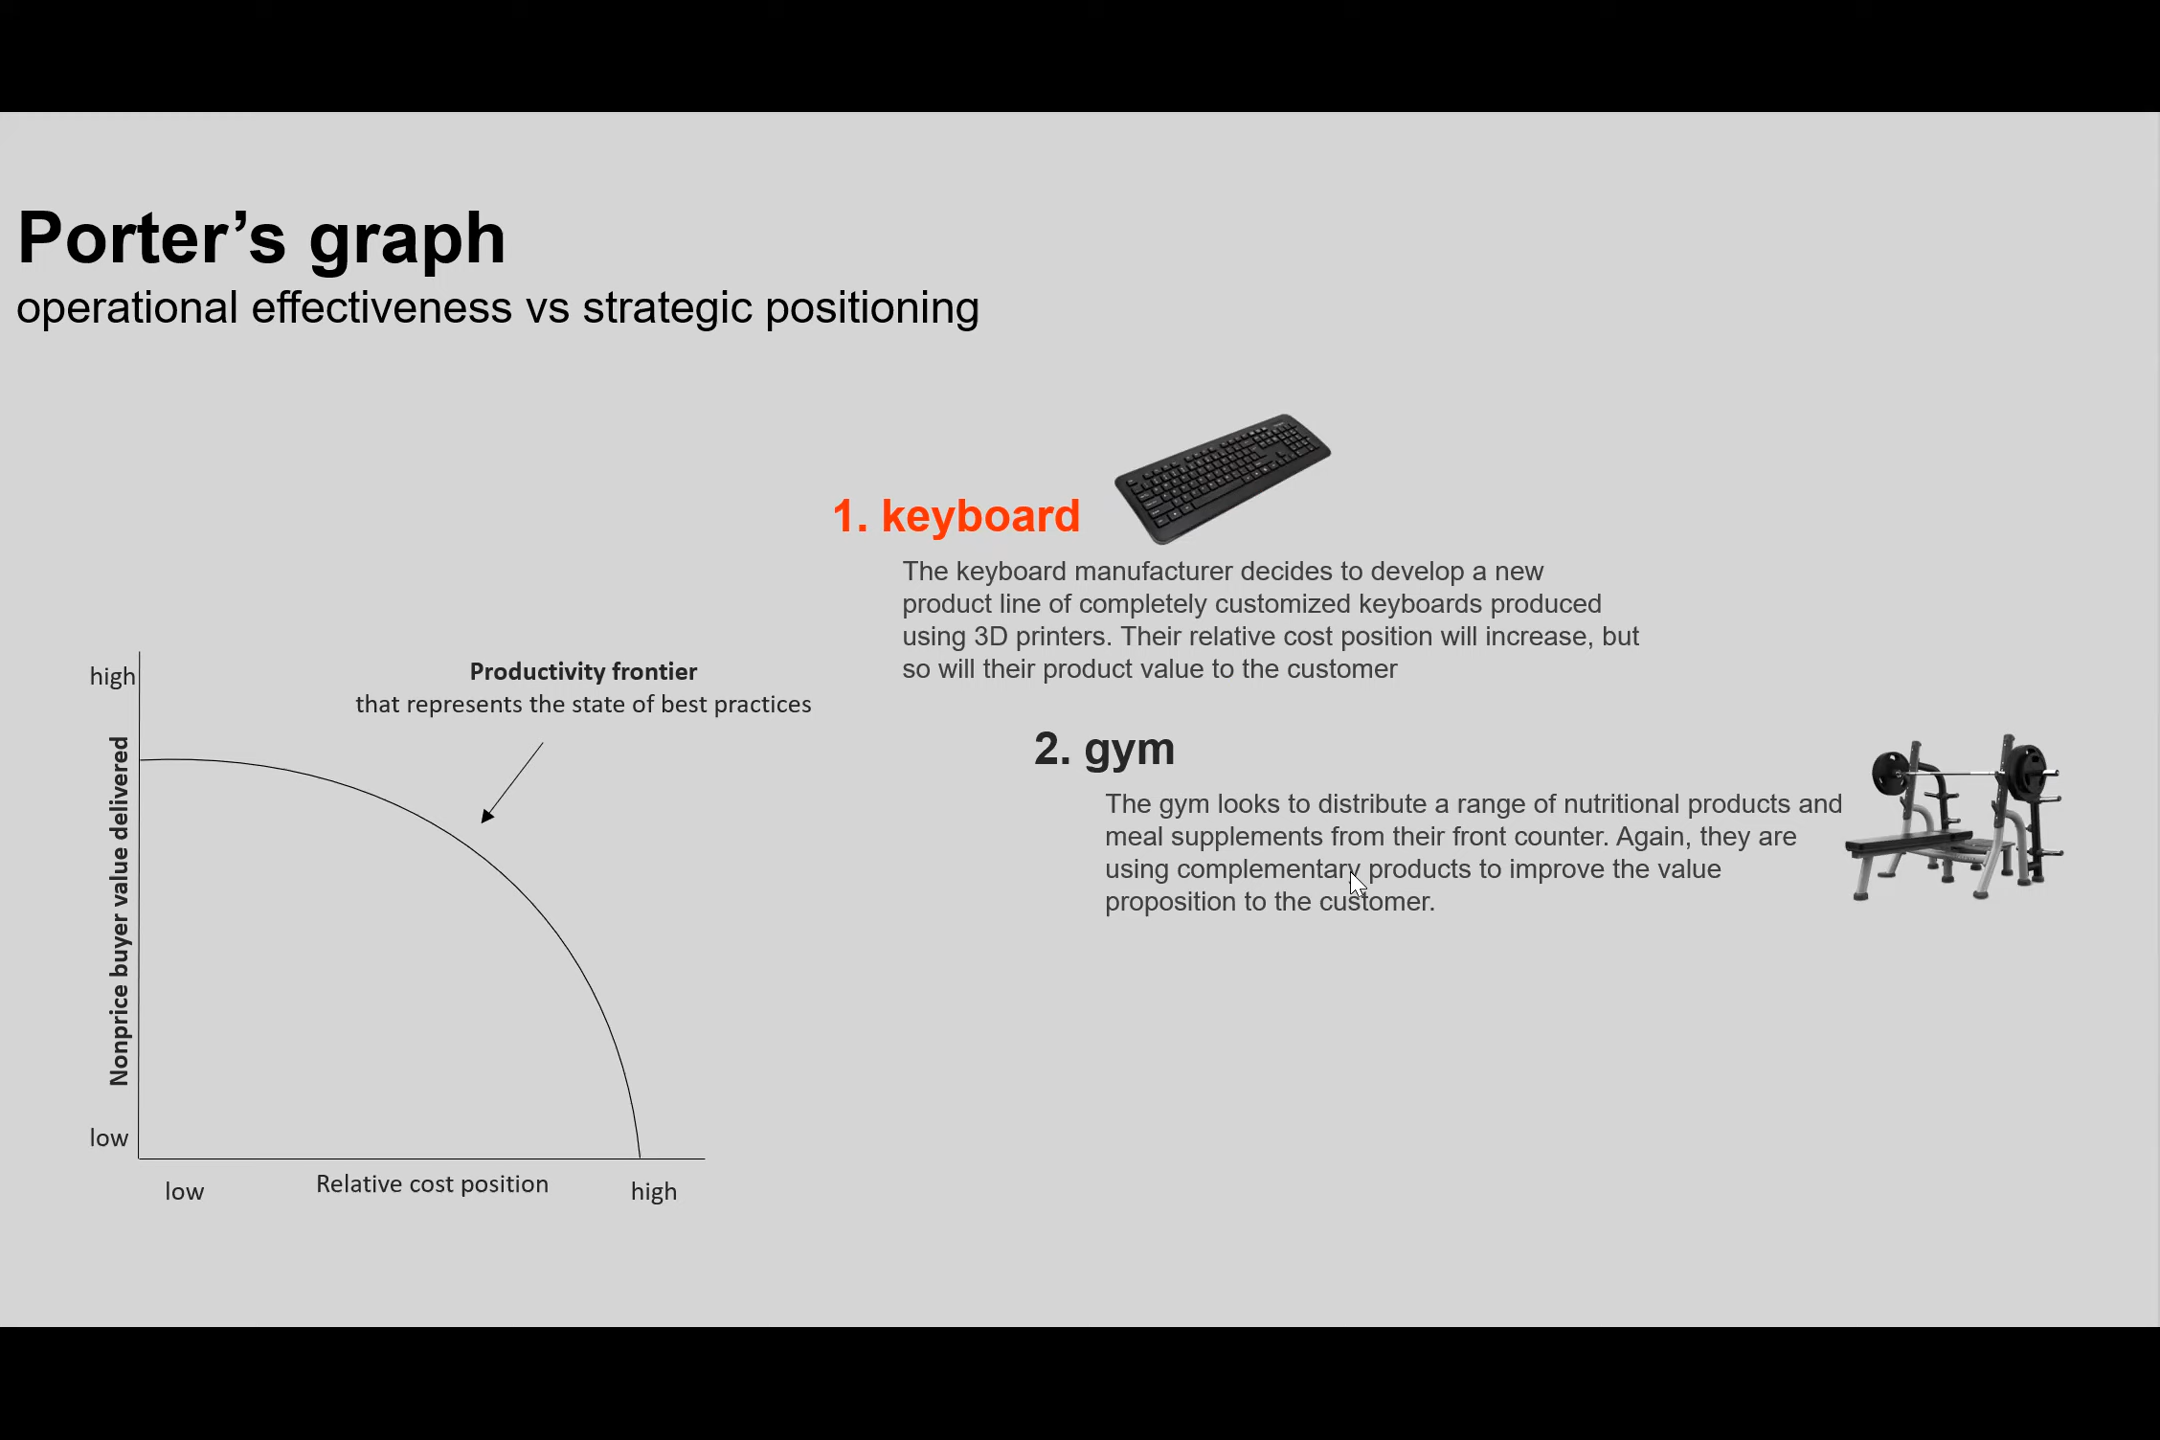 Porter’s graph
operational effectiveness vs strategic positioning
1. keyboard
The keyboard manufacturer decides to develop a new
product line of completely customized keyboards produced
using 3D printers. Their relative cost position will increase, but
so will their product value to the customer
2. gym
The gym looks to distribute a range of nutritional products and
meal supplements from their front counter. Again, they are
using complementary products to improve the value
proposition to the customer.
Productivity frontier
that represents the state of best practices
high
Nonprice buyer value delivered
low
low
Relative cost position
high